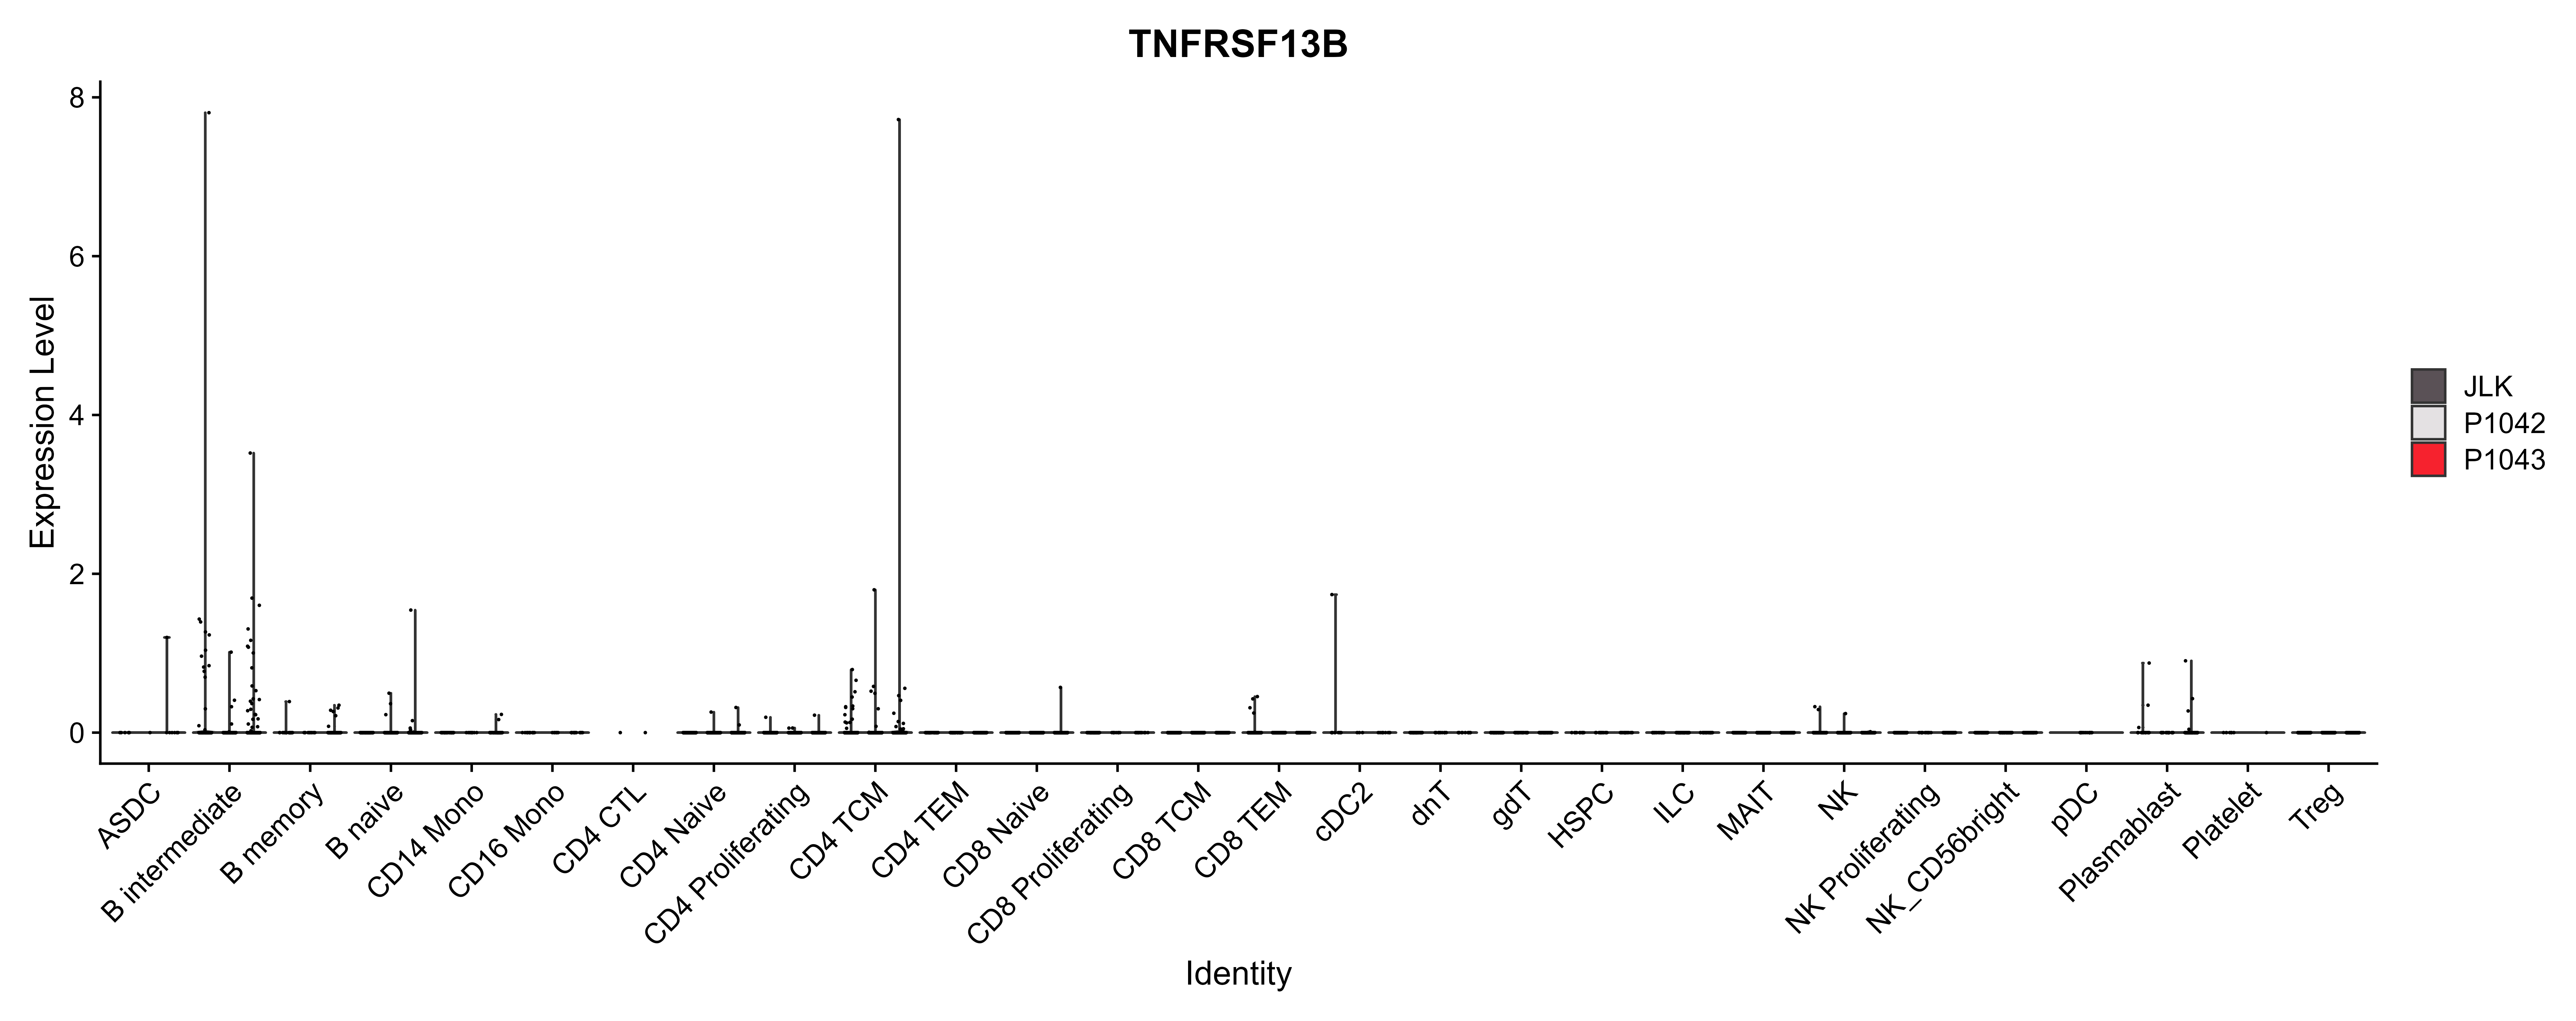 TNFRSF13B
Expression Level
8
6
4
2
0
ASDC
B intermediate
B memory
B naive
CD14 Mono
CD16 Mono
CD4 CTL
CD4 Naive
CD4 Proliferating
CD4 TCM
CD4 TEM
CD8 Naive
CD8 Proliferating
CD8 TCM
CD8 TEM
cDC2
dnT
gdT
HSPC
ILC
MAIT
NK
NK Proliferating
NK_CD56bright
pDC
Plasmablast
Platelet
Treg
Identity
JLK
P1042
P1043